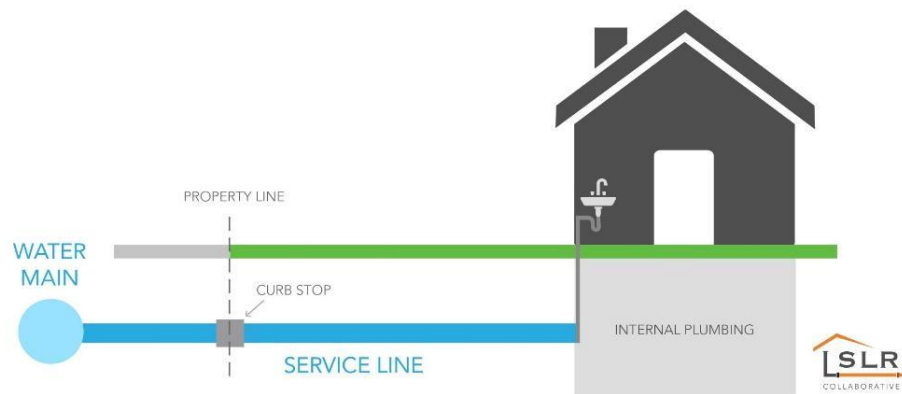 PROPERTY LINE
WATER
MAIN
CURB STOP
SERVICE LINE
INTERNAL PLUMBING
LSLR
COLLABORATIVE